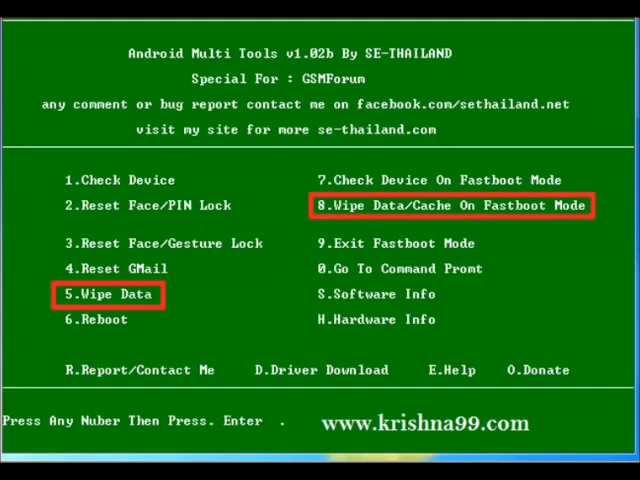 Android Multi Tools v1.02b By SE-THAILAND
Special For : GSMForum
any comment or bug report contact me on facebook.com/sethailand.net
visit my site for more se-thailand.com
1.Check Device
7.Check Device On Fastboot Mode
2.Reset Face/PIN Lock
8.Wipe Data/Cache On Fastboot Mode
3.Reset Face/Gesture Lock
9.Exit Fastboot Mode
4.Reset GMail
0.Go To Command Promt
5.Wipe Data
S.Software Info
6.Reboot
H.Hardware Info
R.Report/Contact Me D.Driver Download E.Help O.Donate
Press Any Nuber Then Press. Enter .
www.krishna99.com